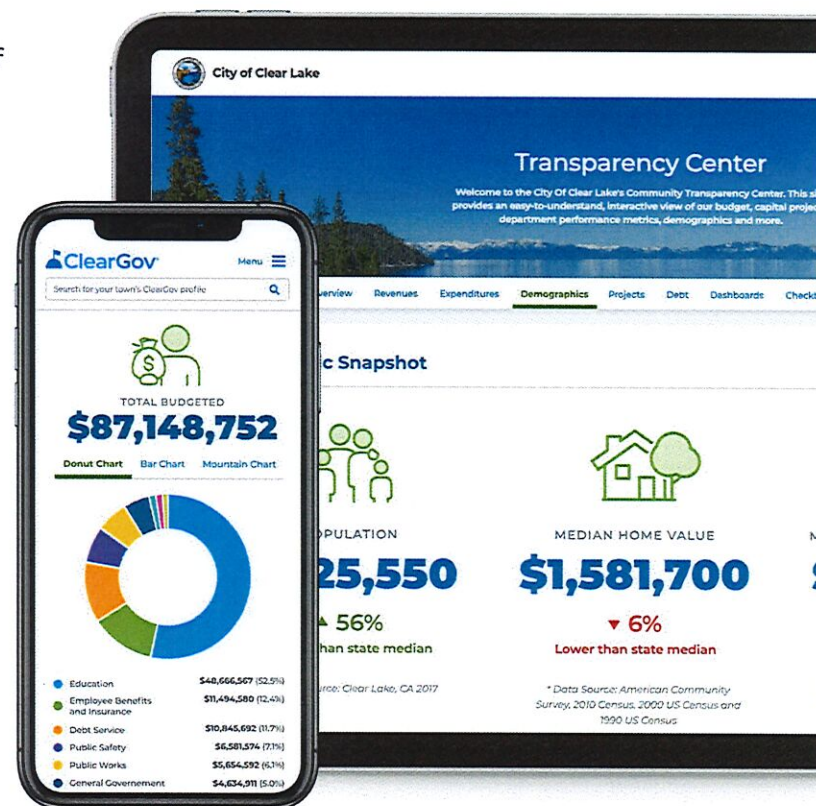 City of Clear Lake
Transparency Center
Welcome to the City Of Clear Lake's Community Transparency Center. This
provides an easy-to-understand, interactive view of our budget, capital
department performance metrics, demographics and more.
Revenues Expenditures Demographics Projects Debt Dashboards
Snapshot
25,550
56%
than state median
Clear Lake, CA 2017
MEDIAN HOME VALUE
$1,581,700
6%
Lower than state median
* Data Source: American Community
Survey, 2010 Census, 2000 US Census and
1990 US Census
ClearGov
Menu
Search for your town's ClearGov profile
TOTAL BUDGETED
$87,148,752
Donut Chart Bar Chart Mountain Chart
Education $48,666,567 (52.5%)
Employee Benefits $11,494,580 (12.4%)
and Insurance
Debt Service $10,845,692 (11.7%)
Public Safety $6,581,574 (7.1%)
Public Works $5,654,592 (6.1%)
General Governement $4,634,911 (5.0%)